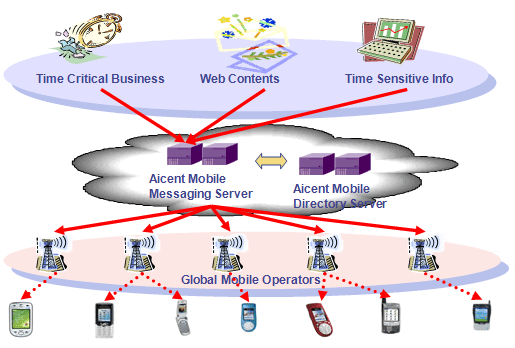 Time Critical Business
Web Contents
Time Sensitive Info
Aicent Mobile
Messaging Server
Aicent Mobile
Directory Server
Global Mobile Operators